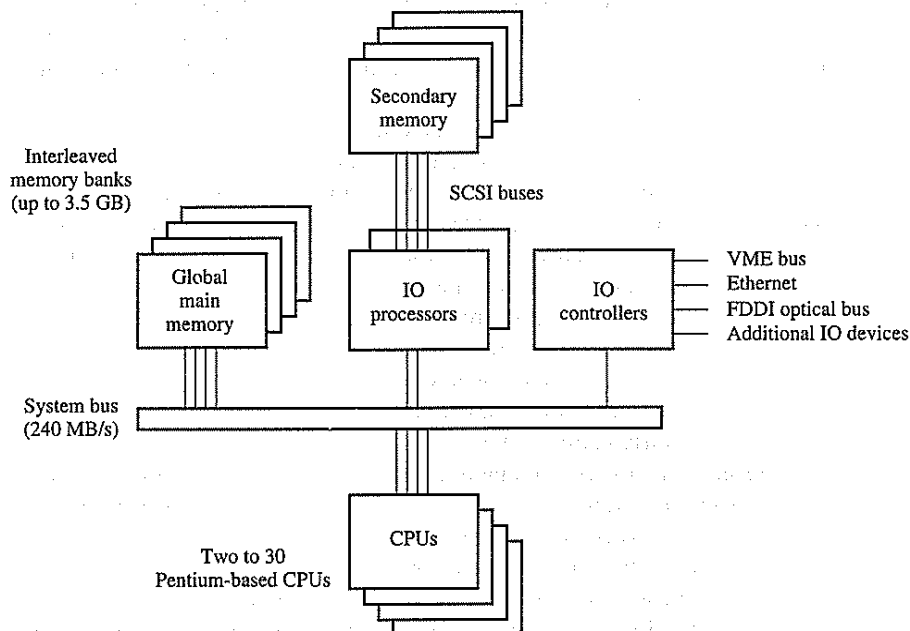 Secondary
memory
Interleaved
memory banks
(up to 3.5 GB)
SCSI buses
Global
main
memory
IO
processors
IO
controllers
VME bus
Ethernet
FDDI optical bus
Additional IO devices
System bus
(240 MB/s)
CPUs
Two to 30
Pentium-based CPUs